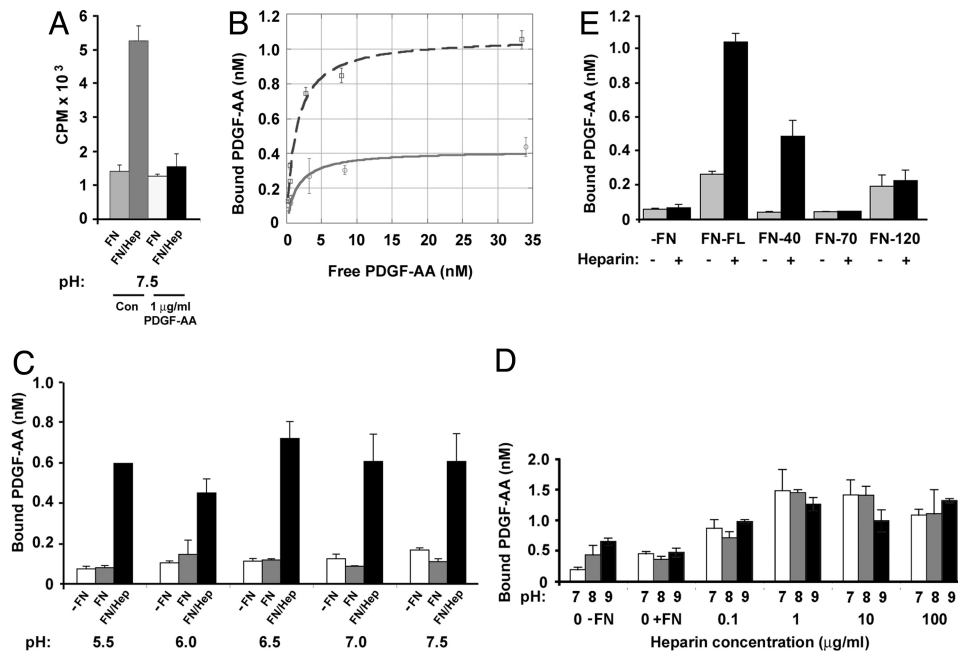 A
CPM x 10³
6
5
4
3
2
1
0
FN
FN/Hep
FN
FN/Hep
pH: 7.5
Con
1 μg/ml
PDGF-AA
B
Bound PDGF-AA (nM)
1.2
1.0
0.8
0.6
0.4
0.2
0
0 5 10 15 20 25 30 35
Free PDGF-AA (nM)
E
Bound PDGF-AA (nM)
1.2
1.0
0.8
0.6
0.4
0.2
0
-FN FN-FL FN-40 FN-70 FN-120
Heparin: - + - + - + - + - +
C
Bound PDGF-AA (nM)
1.0
0.8
0.6
0.4
0.2
0
-FN FN FN/Hep -FN FN FN/Hep -FN FN FN/Hep -FN FN FN/Hep -FN FN FN/Hep
pH: 5.5 6.0 6.5 7.0 7.5
D
Bound PDGF-AA (nM)
2.0
1.5
1.0
0.5
0
pH: 7 8 9 7 8 9 7 8 9 7 8 9 7 8 9 7 8 9
0 -FN 0 +FN 0.1 1 10 100
Heparin concentration (μg/ml)